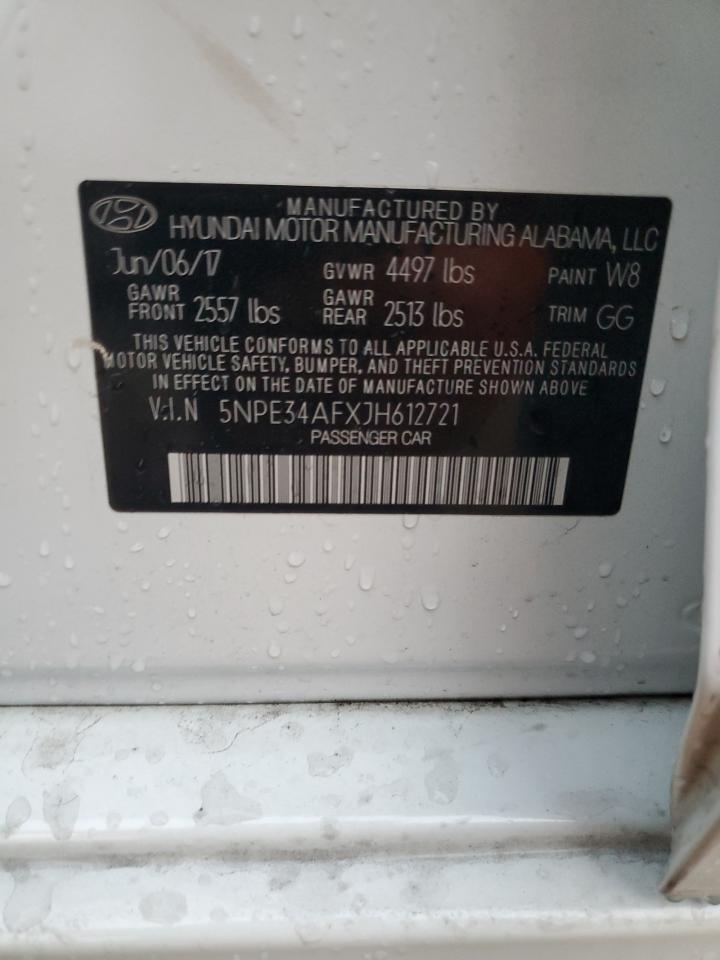 MANUFACTURED BY
HYUNDAI MOTOR MANUFACTURING ALABAMA, LLC
Jun/06/17 GVWR 4497 lbs PAINT W8
GAWR FRONT 2557 lbs GAWR REAR 2513 lbs TRIM GG
THIS VEHICLE CONFORMS TO ALL APPLICABLE U.S.A. FEDERAL
MOTOR VEHICLE SAFETY, BUMPER, AND THEFT PREVENTION STANDARDS
IN EFFECT ON THE DATE OF MANUFACTURE SHOWN ABOVE
V.I.N 5NPE34AFXJH612721
PASSENGER CAR